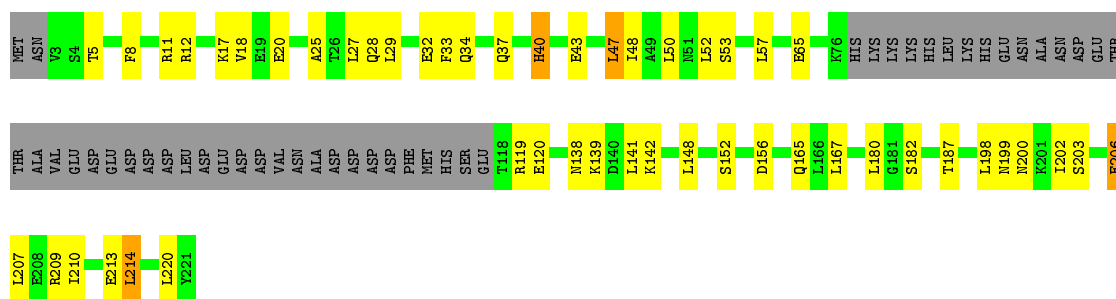 MET ASN V3 S4 T5 F8 R11 R12 K17 V18 E19 E20 A25 T26 L27 Q28 L29 E32 F33 Q34 Q37 H40 E43 L47 I48 A49 L50 N51 L52 S53 L57 E65 K76 HIS LYS LYS LYS HIS LEU LYS HIS GLU ASN ALA ASN ASP GLU THR
THR ALA VAL GLU ASP GLU ASP ASP ASP LEU ASP GLU ASP ASP VAL ASN ALA ASP ASP ASP ASP PHE MET HIS SER GLU T118 R119 E120 N138 K139 D140 L141 K142 L148 S152 D156 Q165 L166 L167 L180 G181 S182 T187 L198 N199 N200 K201 I202 S203
L207 E208 R209 I210 E213 L214 L220 Y221